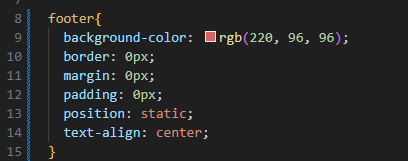 8 footer{
9 background-color: rgb(220, 96, 96);
10 border: 0px;
11 margin: 0px;
12 padding: 0px;
13 position: static;
14 text-align: center;
15 }